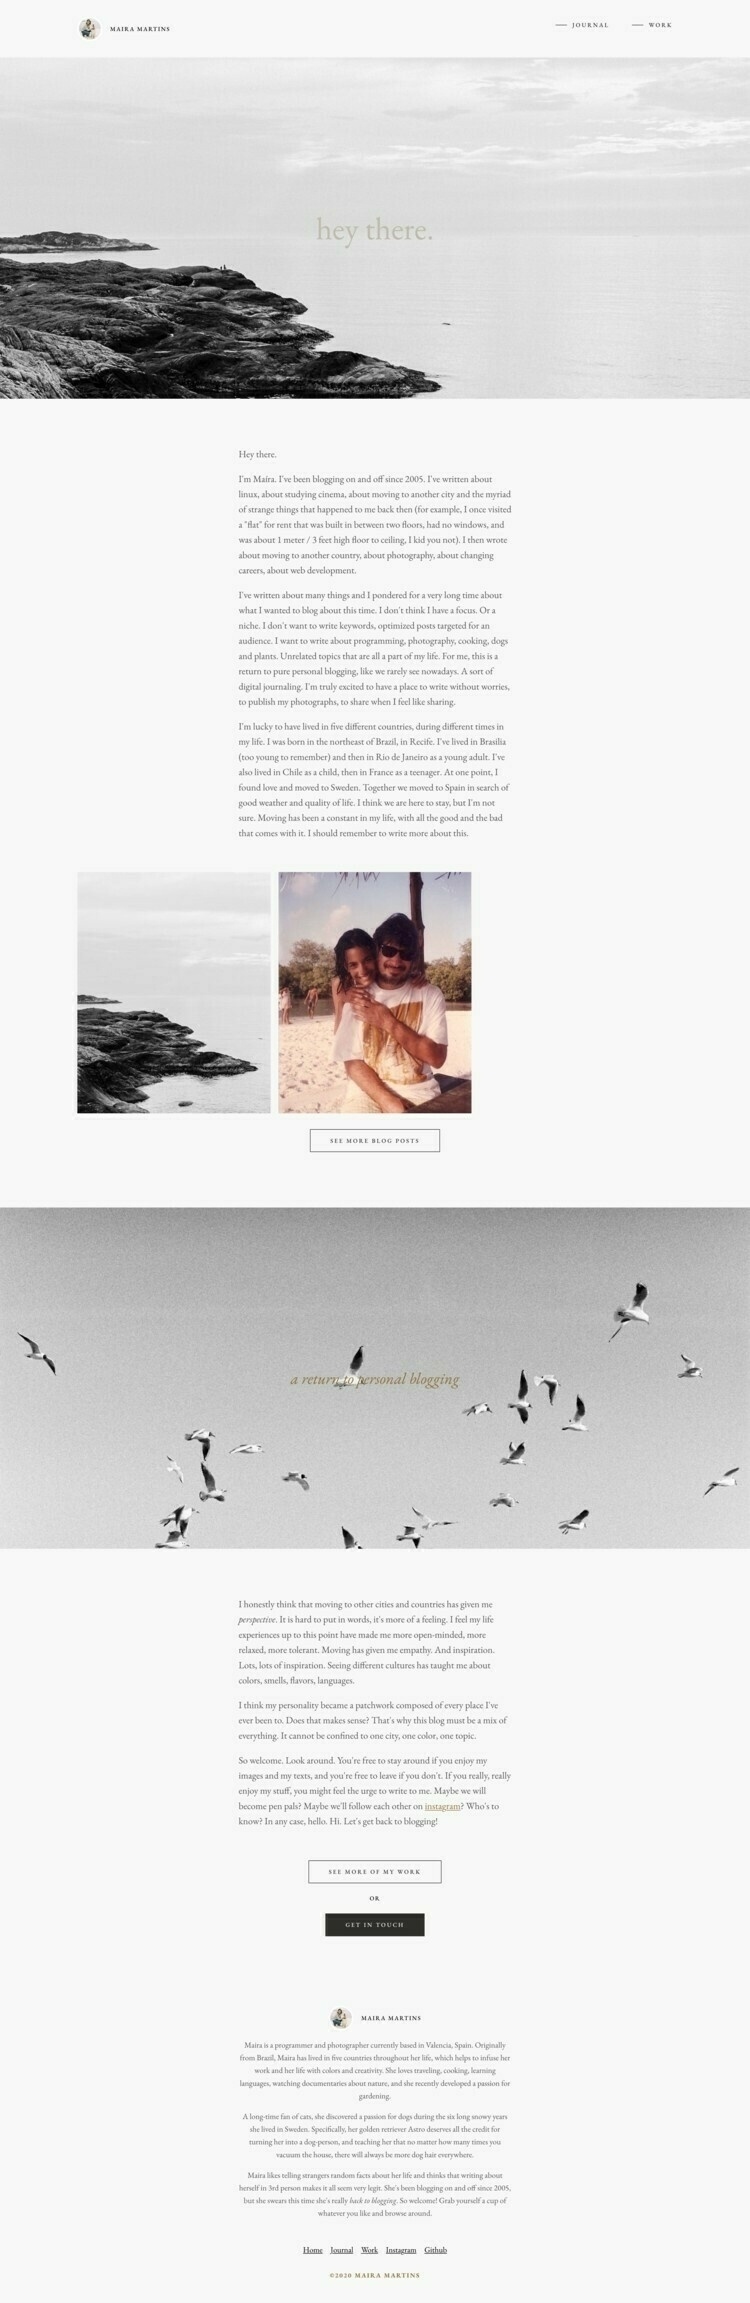 MAIRA MARTINS
JOURNAL
WORK
hey there.
Hey there.
I'm Maíra. I've been blogging on and off since 2005. I've written about
linux, about studying cinema, about moving to another city and the myriad
of strange things that happened to me back then (for example, I once visited
a "flat" for rent that was built in between two floors, had no windows, and
was about 1 meter / 3 feet high floor to ceiling, I kid you not). I then wrote
about moving to another country, about photography, about changing
careers, about web development.
I've written about many things and I pondered for a very long time about
what I wanted to blog about this time. I don't think I have a focus. Or a
niche. I don't want to write keywords, optimized posts targeted for an
audience. I want to write about programming, photography, cooking, dogs
and plants. Unrelated topics that are all a part of my life. For me, this is a
return to pure personal blogging, like we rarely see nowadays. A sort of
digital journaling. I'm truly excited to have a place to write without worries,
to publish my photographs, to share when I feel like sharing.
I'm lucky to have lived in five different countries, during different times in
my life. I was born in the northeast of Brazil, in Recife. I've lived in Brasilia
(too young to remember) and then in Rio de Janeiro as a young adult. I've
also lived in Chile as a child, then in France as a teenager. At one point, I
found love and moved to Sweden. Together we moved to Spain in search of
good weather and quality of life. I think we are here to stay, but I'm not
sure. Moving has been a constant in my life, with all the good and the bad
that comes with it. I should remember to write more about this.
SEE MORE BLOG POSTS
a return to personal blogging
I honestly think that moving to other cities and countries has given me
perspective. It is hard to put in words, it's more of a feeling. I feel my life
experiences up to this point have made me more open-minded, more
relaxed, more tolerant. Moving has given me empathy. And inspiration.
Lots, lots of inspiration. Seeing different cultures has taught me about
colors, smells, flavors, languages.
I think my personality became a patchwork composed of every place I've
ever been to. Does that makes sense? That's why this blog must be a mix of
everything. It cannot be confined to one city, one color, one topic.
So welcome. Look around. You're free to stay around if you enjoy my
images and my texts, and you're free to leave if you don't. If you really, really
enjoy my stuff, you might feel the urge to write to me. Maybe we will
become pen pals? Maybe we'll follow each other on instagram? Who's to
know? In any case, hello. Hi. Let's get back to blogging!
SEE MORE OF MY WORK
OR
GET IN TOUCH
MAIRA MARTINS
Maira is a programmer and photographer currently based in Valencia, Spain. Originally
from Brazil, Maira has lived in five countries throughout her life, which helps to infuse her
work and her life with colors and creativity. She loves traveling, cooking, learning
languages, watching documentaries about nature, and she recently developed a passion for
gardening.
A long-time fan of cats, she discovered a passion for dogs during the six long snowy years
she lived in Sweden. Specifically, her golden retriever Astro deserves all the credit for
turning her into a dog-person, and teaching her that no matter how many times you
vacuum the house, there will always be more dog hair everywhere.
Maira likes telling strangers random facts about her life and thinks that writing about
herself in 3rd person makes it all seem very legit. She's been blogging on and off since 2005,
but she swears this time she's really back to blogging. So welcome! Grab yourself a cup of
whatever you like and browse around.
Home Journal Work Instagram Github
©2020 MAIRA MARTINS